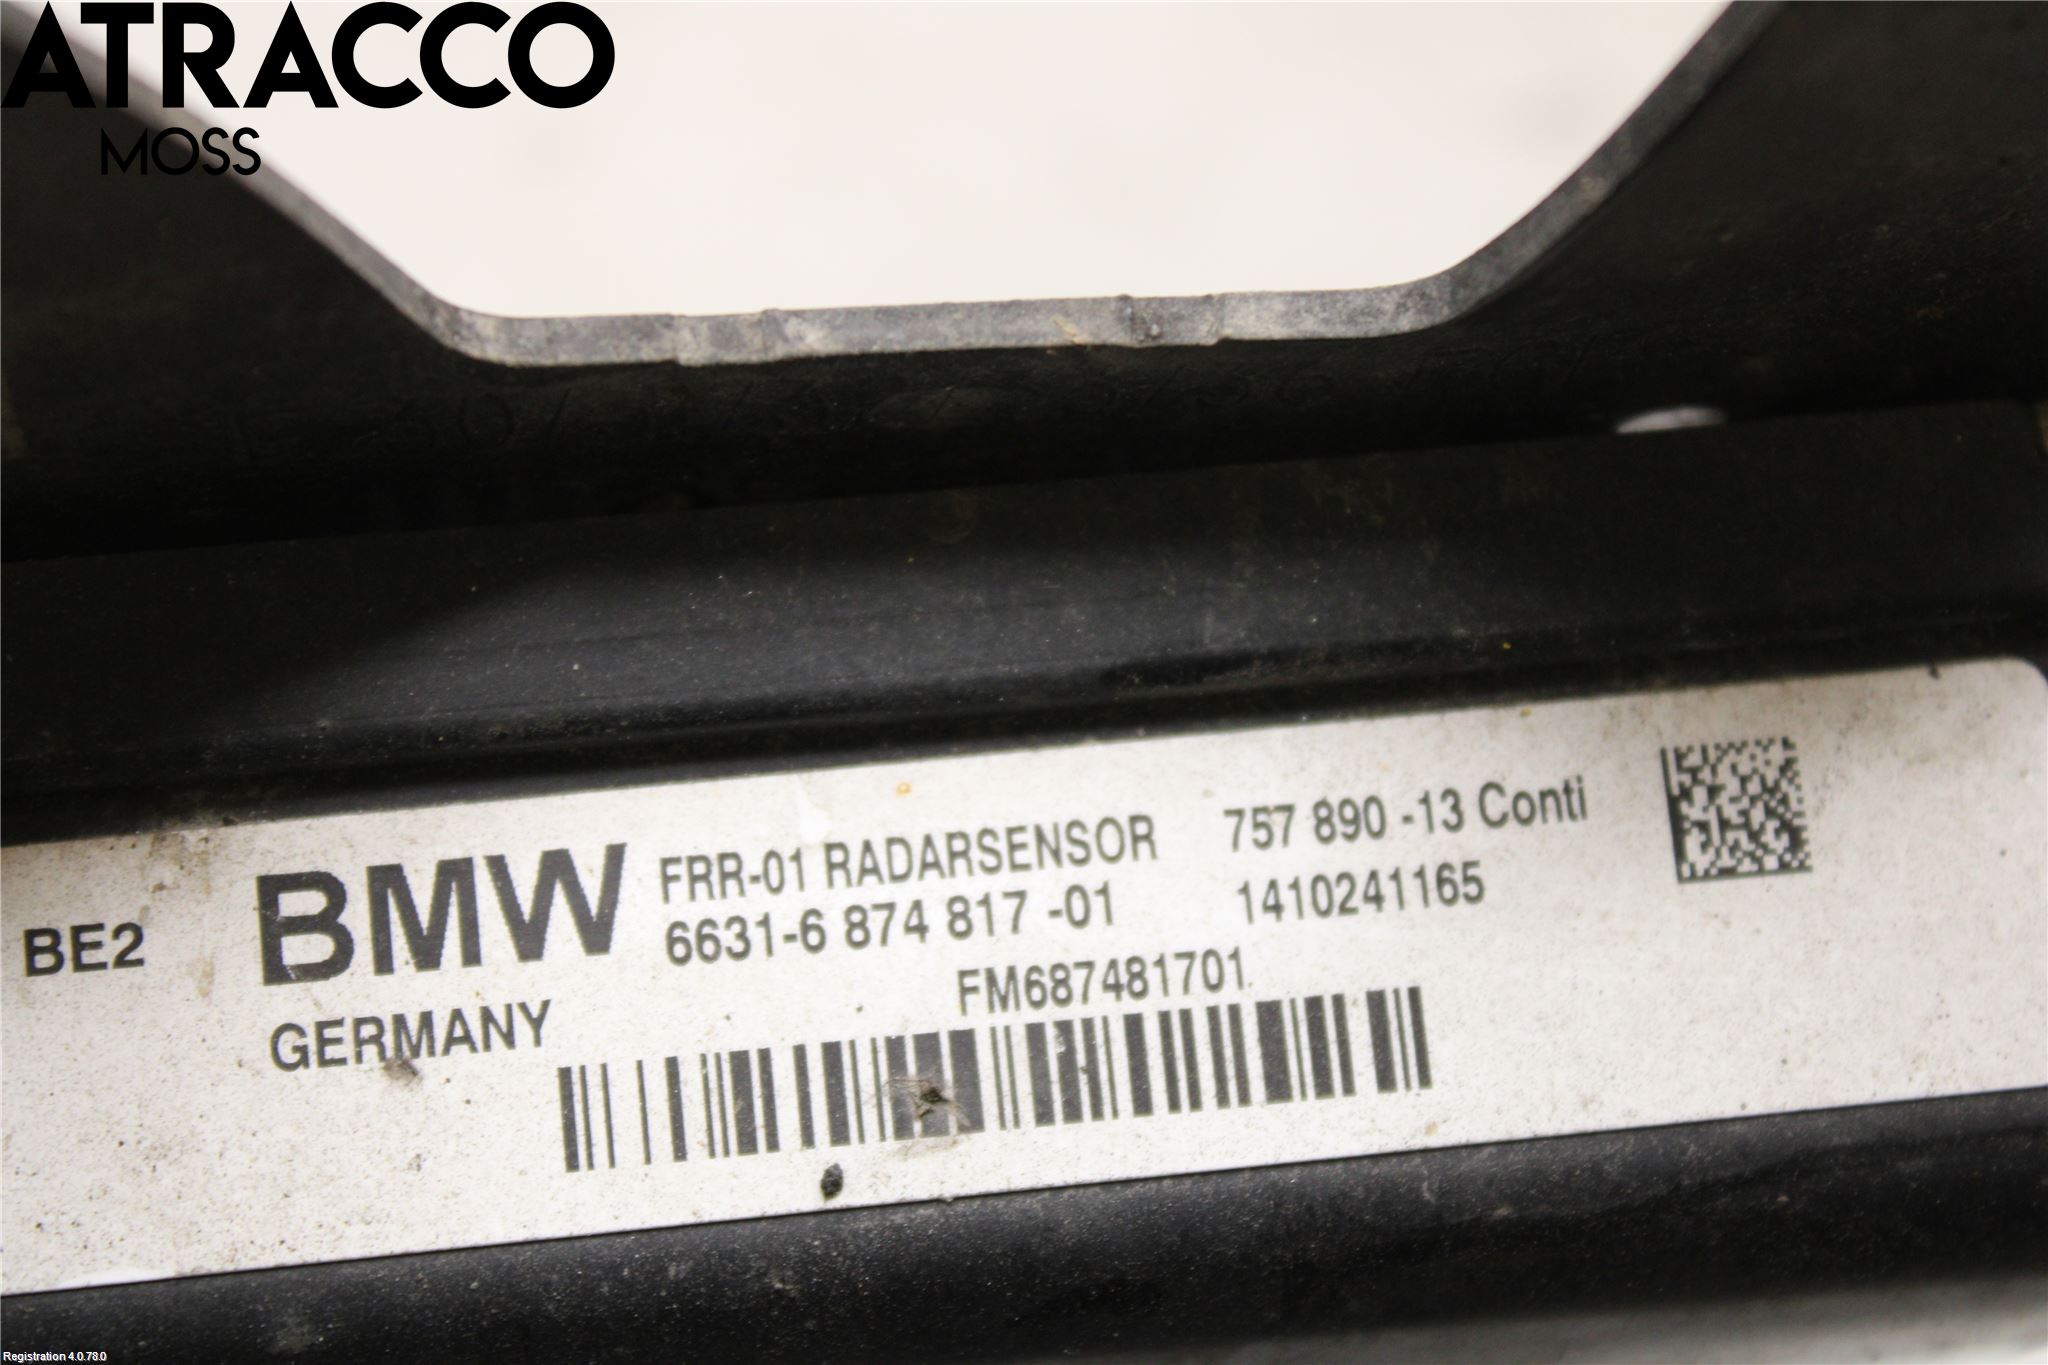 ATRACCO
MOSS
BE2
BMW
GERMANY
FRR-01 RADARSENSOR 757 890 -13 Conti
6631-6 874 817 -01 1410241165
FM687481701
Registration 4.0.78.0